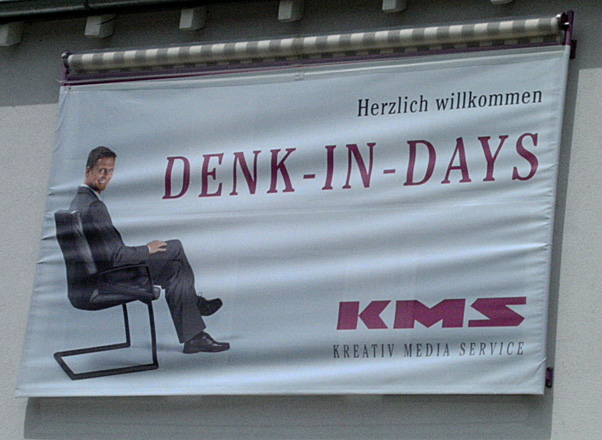 Herzlich willkommen
DENK-IN-DAYS
KMS
KREATIV MEDIA SERVICE